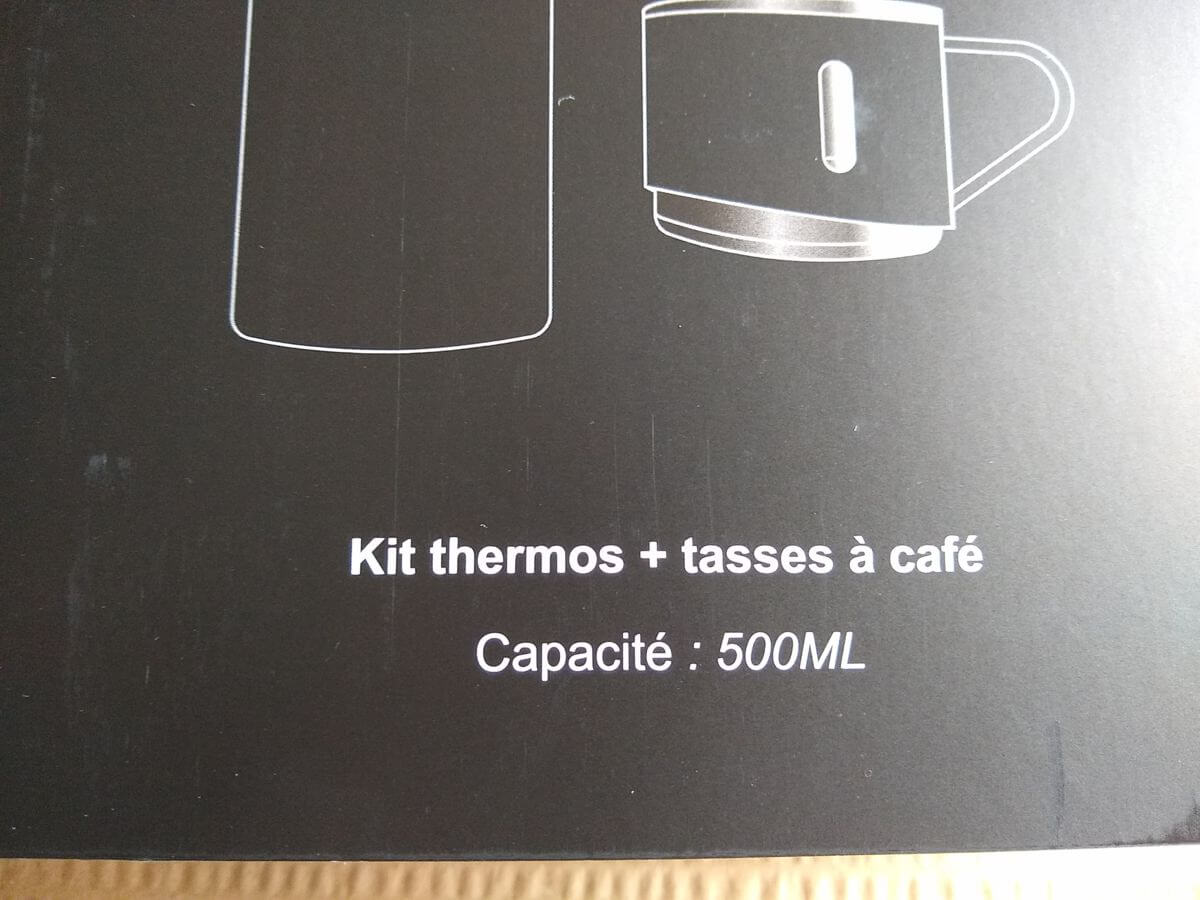 Kit thermos + tasses à café
Capacité : 500ML